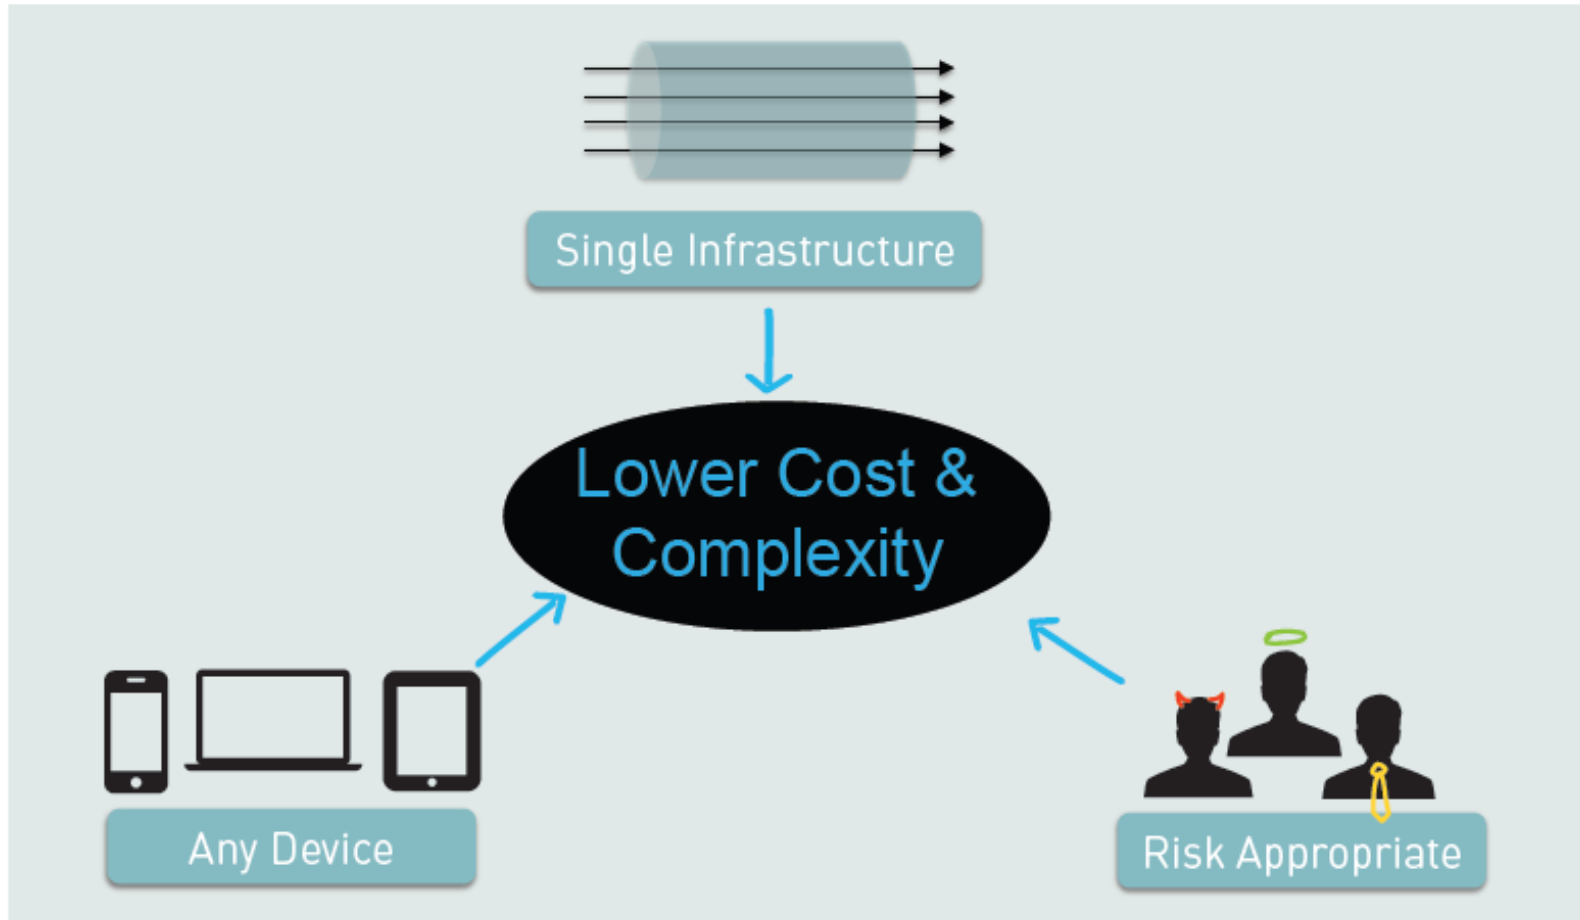 Single Infrastructure
Lower Cost &
Complexity
Any Device
Risk Appropriate